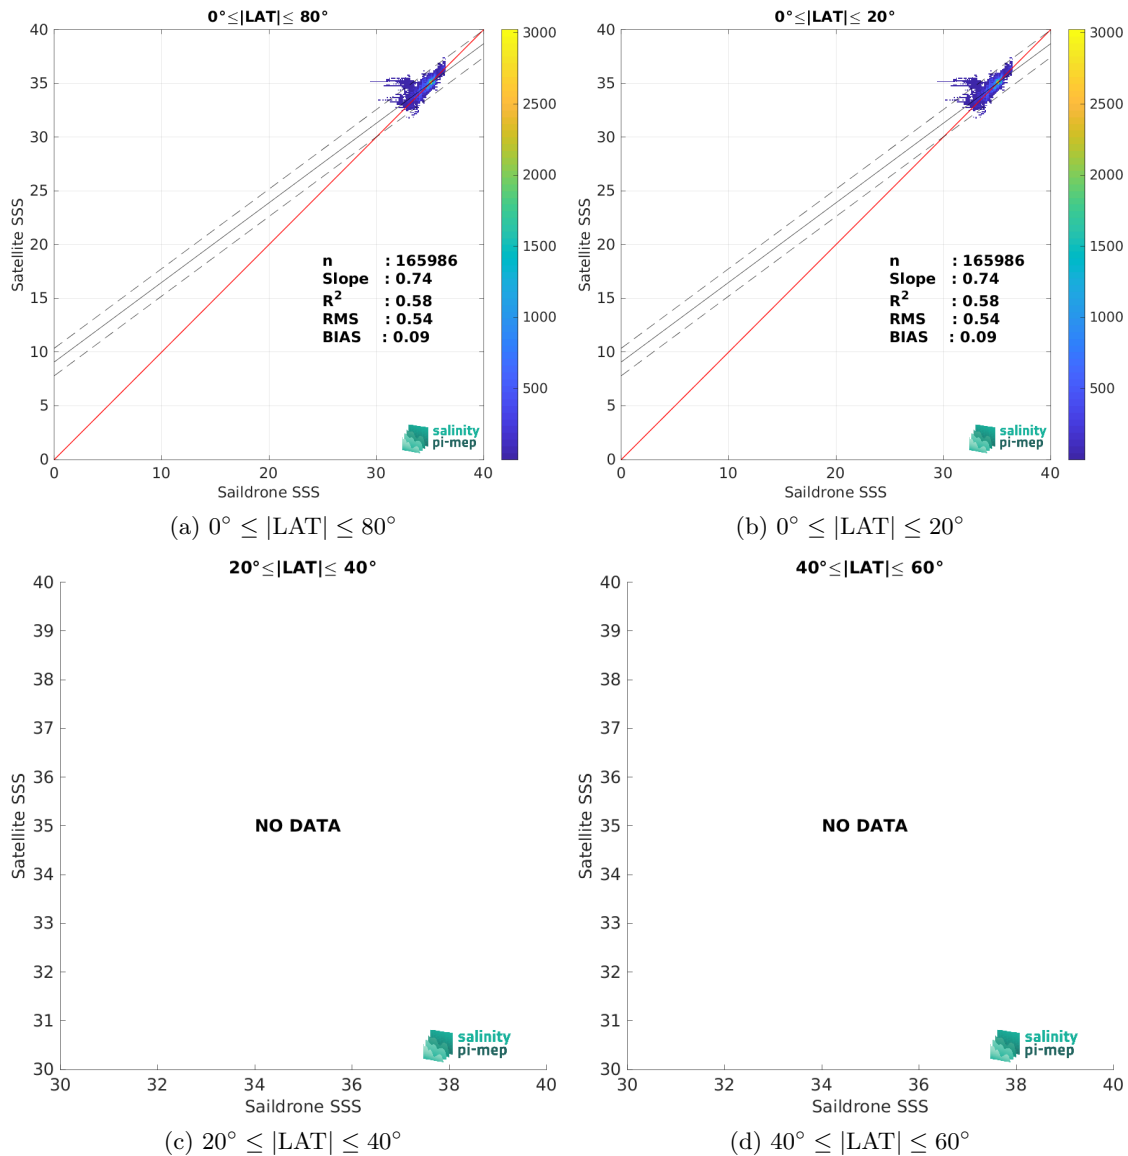 0°≤|LAT|≤ 80°
40
35
30
25
20
15
10
5
0
Satellite SSS
n : 165986
Slope : 0.74
R² : 0.58
RMS : 0.54
BIAS : 0.09
salinity
pi-mep
0 10 20 30 40
Saildrone SSS
3000
2500
2000
1500
1000
500
(a) 0° ≤ |LAT| ≤ 80°
0°≤|LAT|≤ 20°
40
35
30
25
20
15
10
5
0
Satellite SSS
n : 165986
Slope : 0.74
R² : 0.58
RMS : 0.54
BIAS : 0.09
salinity
pi-mep
0 10 20 30 40
Saildrone SSS
3000
2500
2000
1500
1000
500
(b) 0° ≤ |LAT| ≤ 20°
20°≤|LAT|≤ 40°
40
39
38
37
36
35
34
33
32
31
30
Satellite SSS
NO DATA
salinity
pi-mep
30 32 34 36 38 40
Saildrone SSS
(c) 20° ≤ |LAT| ≤ 40°
40°≤|LAT|≤ 60°
40
39
38
37
36
35
34
33
32
31
30
Satellite SSS
NO DATA
salinity
pi-mep
30 32 34 36 38 40
Saildrone SSS
(d) 40° ≤ |LAT| ≤ 60°